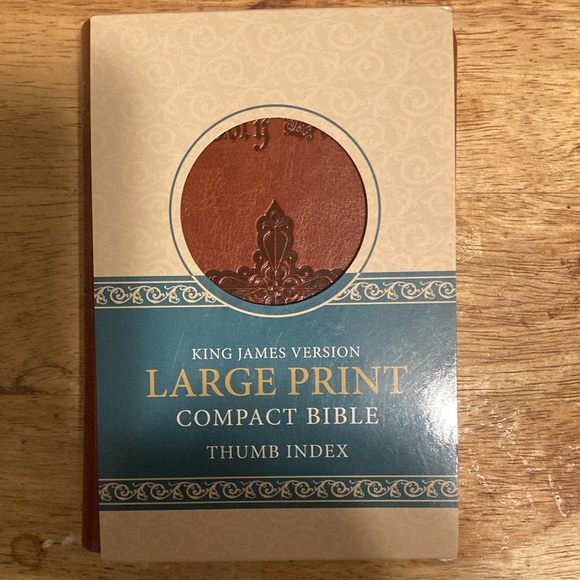 KING JAMES VERSION
LARGE PRINT
COMPACT BIBLE
THUMB INDEX